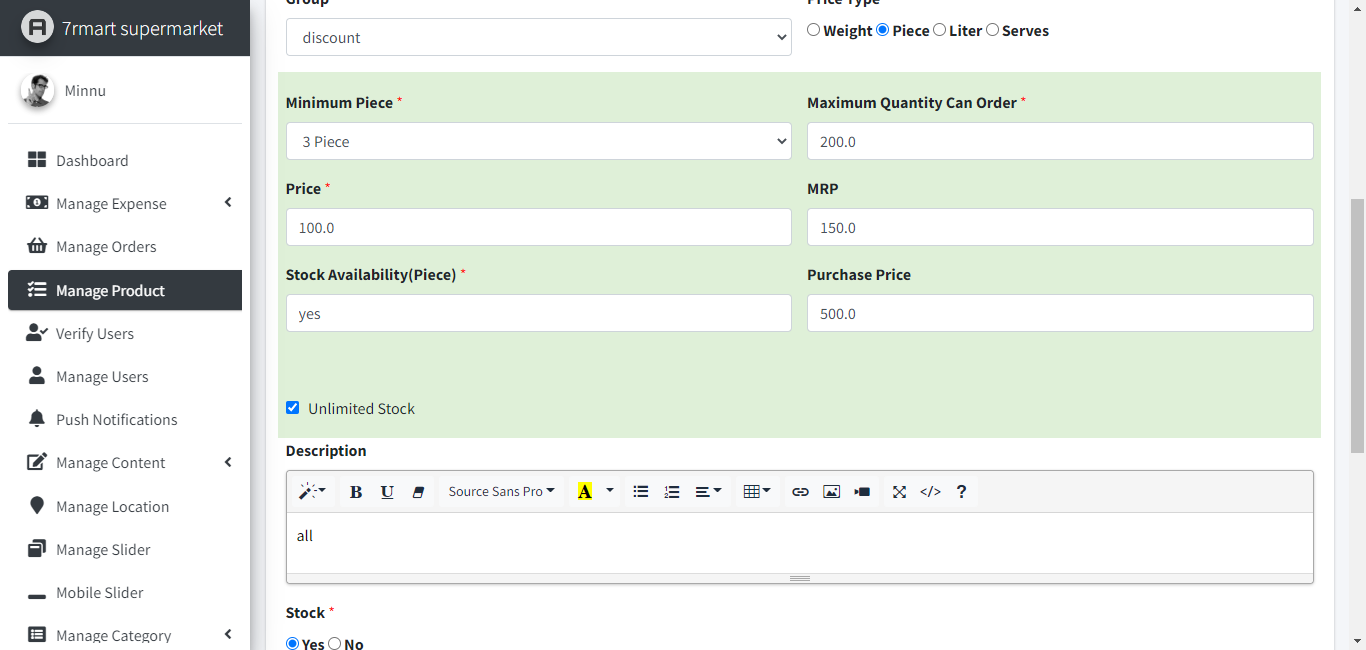 7rmart supermarket
Minnu
Dashboard
Manage Expense
Manage Orders
Manage Product
Verify Users
Manage Users
Push Notifications
Manage Content
Manage Location
Manage Slider
Mobile Slider
Manage Category
Group
Price Type
discount
Weight Piece Liter Serves
Minimum Piece *
Maximum Quantity Can Order *
3 Piece
200.0
Price *
MRP
100.0
150.0
Stock Availability(Piece) *
Purchase Price
yes
500.0
Unlimited Stock
Description
B U Source Sans Pro A </> ?
all
Stock *
Yes No